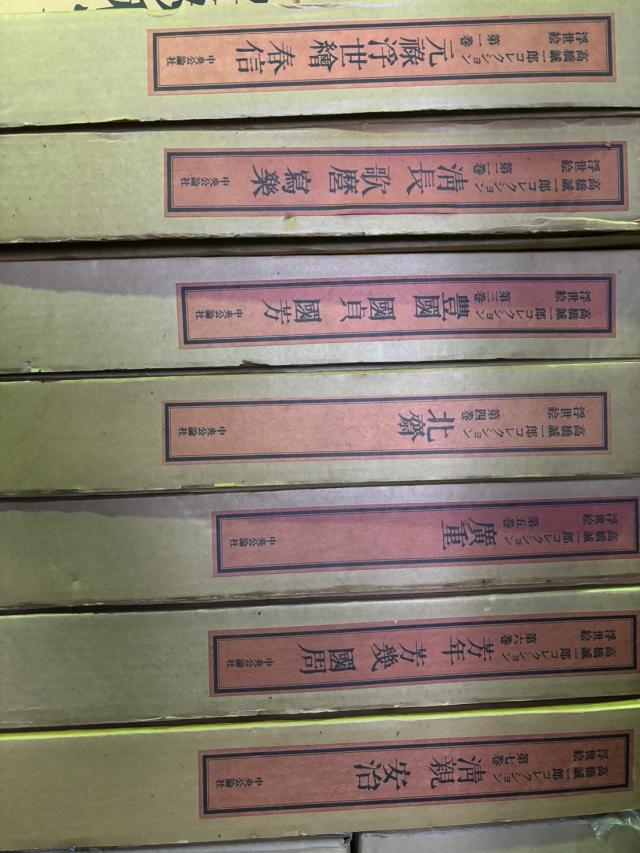 高橋誠一郎コレクション
浮世絵 第一巻
元祿浮世繪 春信
中央公論社
高橋誠一郎コレクション
浮世絵 第二巻
清長 歌麿 寫樂
中央公論社
高橋誠一郎コレクション
浮世絵 第三巻
豊國 國貞 國芳
中央公論社
高橋誠一郎コレクション
浮世絵 第四巻
北齋
中央公論社
高橋誠一郎コレクション
浮世絵 第五巻
廣重
中央公論社
高橋誠一郎コレクション
浮世絵 第六巻
芳年 芳幾 國周
中央公論社
高橋誠一郎コレクション
浮世絵 第七巻
清親 安治
中央公論社